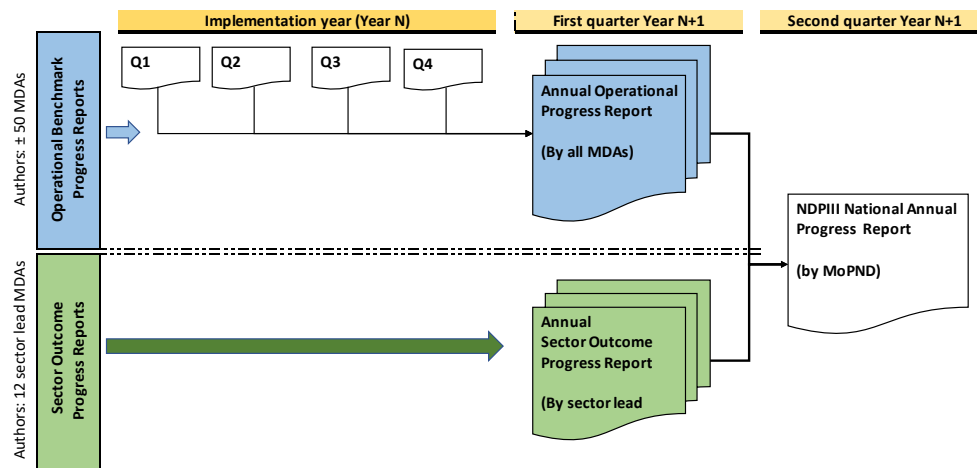 Implementation year (Year N)
First quarter Year N+1
Second quarter Year N+1
Authors: ± 50 MDAs
Operational Benchmark
Progress Reports
Q1
Q2
Q3
Q4
Annual Operational
Progress Report
(By all MDAs)
NDPIII National Annual
Progress Report
(by MoPND)
Authors: 12 sector lead MDAs
Sector Outcome
Progress Reports
Annual
Sector Outcome
Progress Report
(By sector lead